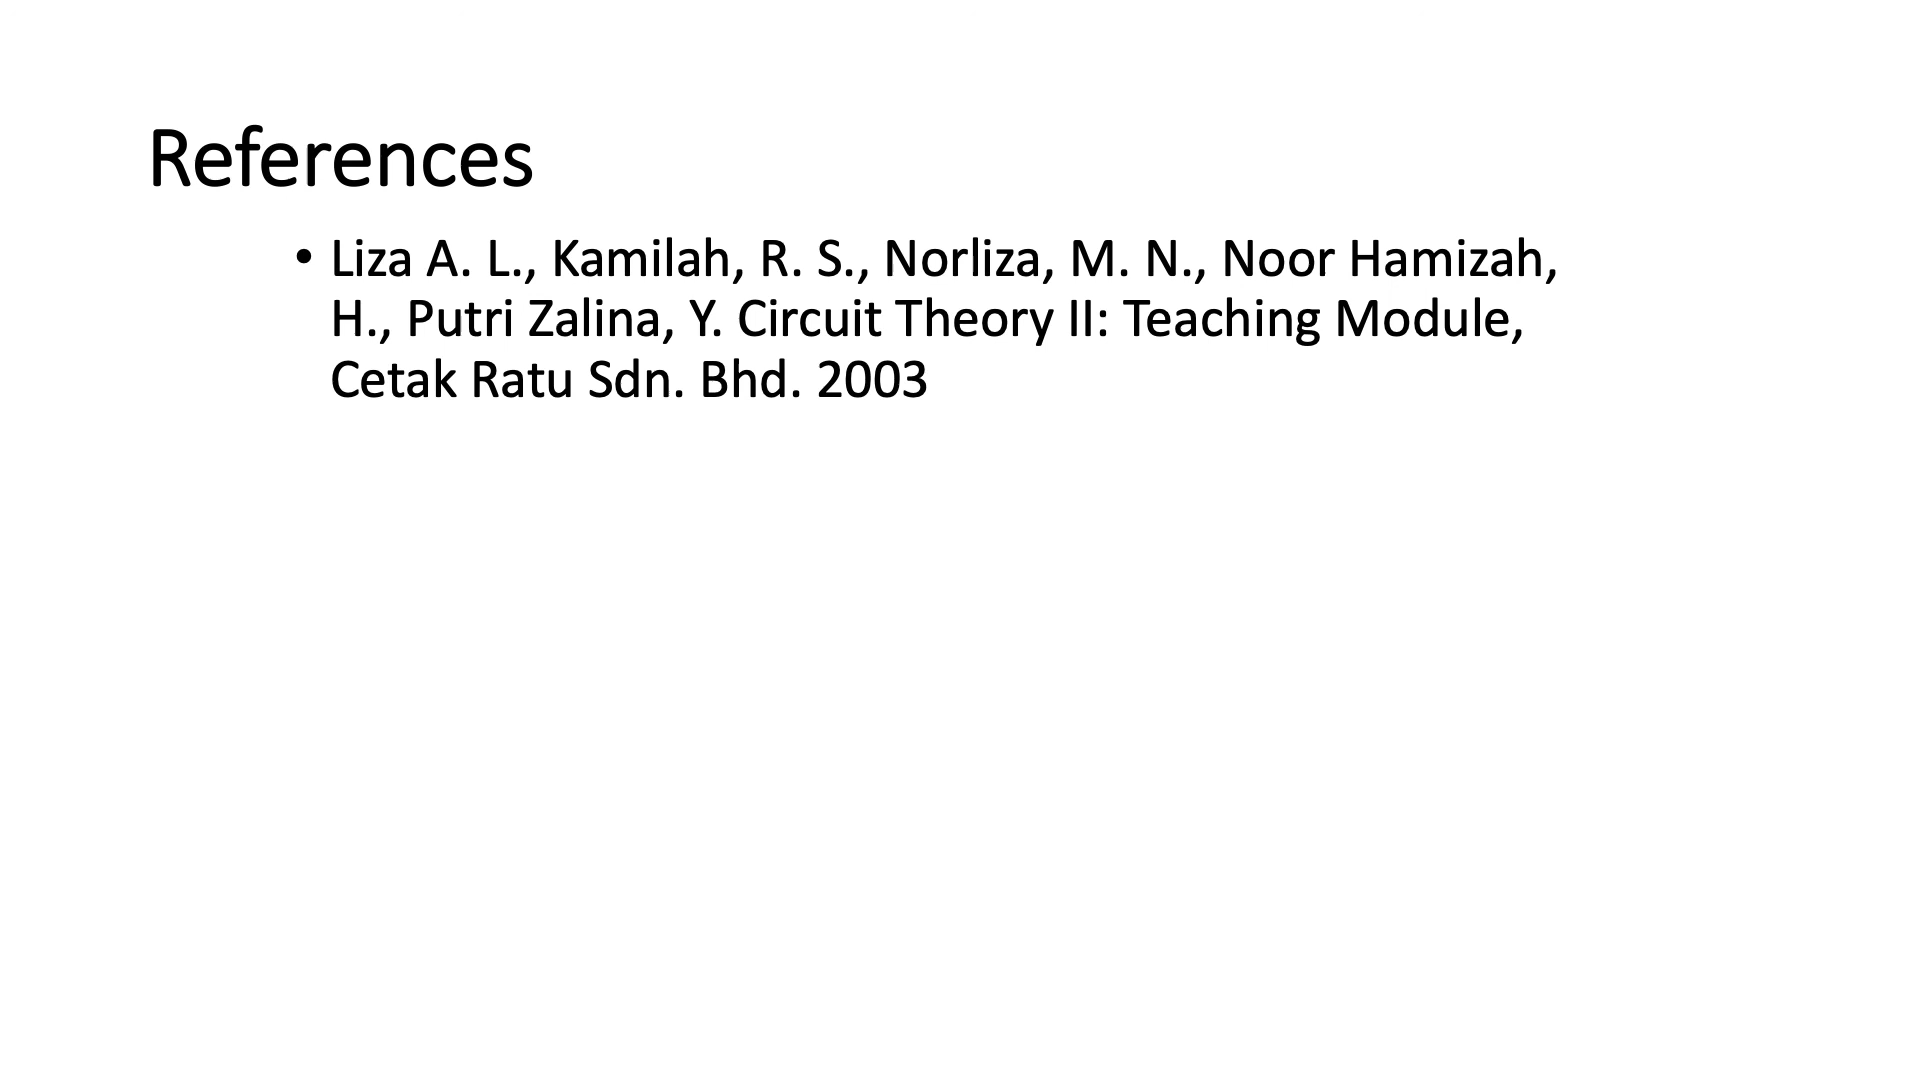 References
• Liza A. L., Kamilah, R. S., Norliza, M. N., Noor Hamizah,
H., Putri Zalina, Y. Circuit Theory II: Teaching Module,
Cetak Ratu Sdn. Bhd. 2003